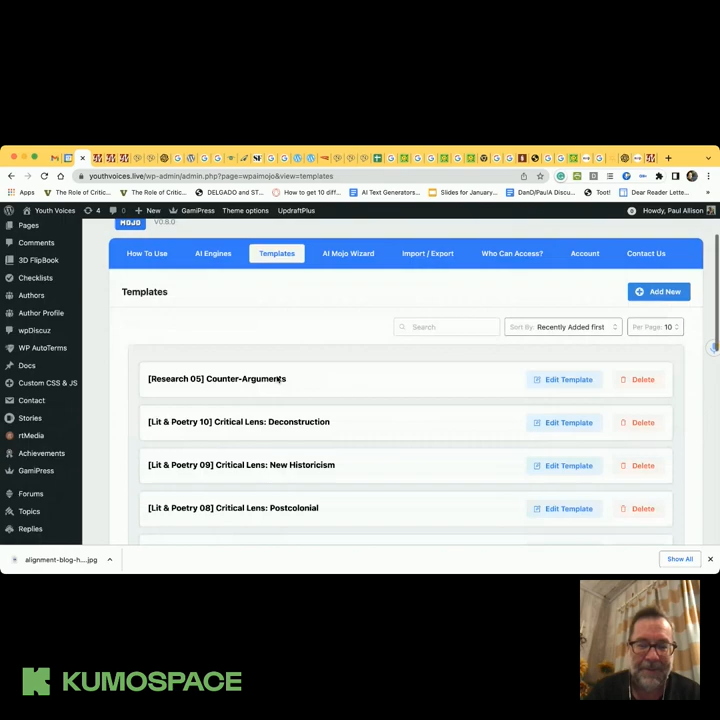 youthvoices.live/wp-admin/admin.php?page=wpaimojo&view=templates
Apps
The Role of Critic...
The Role of Critic...
DELGADO and ST...
How to get 10 diff...
AI Text Generators...
Slides for January...
DanD/PaulA Discu...
Toot!
Dear Reader Lette...
Youth Voices
4
0
New
GamiPress
Theme options
UpdraftPlus
Howdy, Paul Allison
Pages
Comments
3D FlipBook
Checklists
Authors
Author Profile
wpDiscuz
WP AutoTerms
Docs
Custom CSS & JS
Contact
Stories
rtMedia
Achievements
GamiPress
Forums
Topics
Replies
MOJO
V0.6.0
How To Use
AI Engines
Templates
AI Mojo Wizard
Import / Export
Who Can Access?
Account
Contact Us
Templates
Add New
Search
Sort By: Recently Added first
Per Page: 10
[Research 05] Counter-Arguments
Edit Template
Delete
[Lit & Poetry 10] Critical Lens: Deconstruction
Edit Template
Delete
[Lit & Poetry 09] Critical Lens: New Historicism
Edit Template
Delete
[Lit & Poetry 08] Critical Lens: Postcolonial
Edit Template
Delete
alignment-blog-h....jpg
Show All
KUMOSPACE